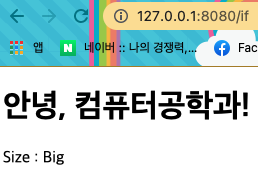 127.0.0.1:8080/if
앱 네이버 :: 나의 경쟁력,... Fac
안녕, 컴퓨터공학과!
Size : Big